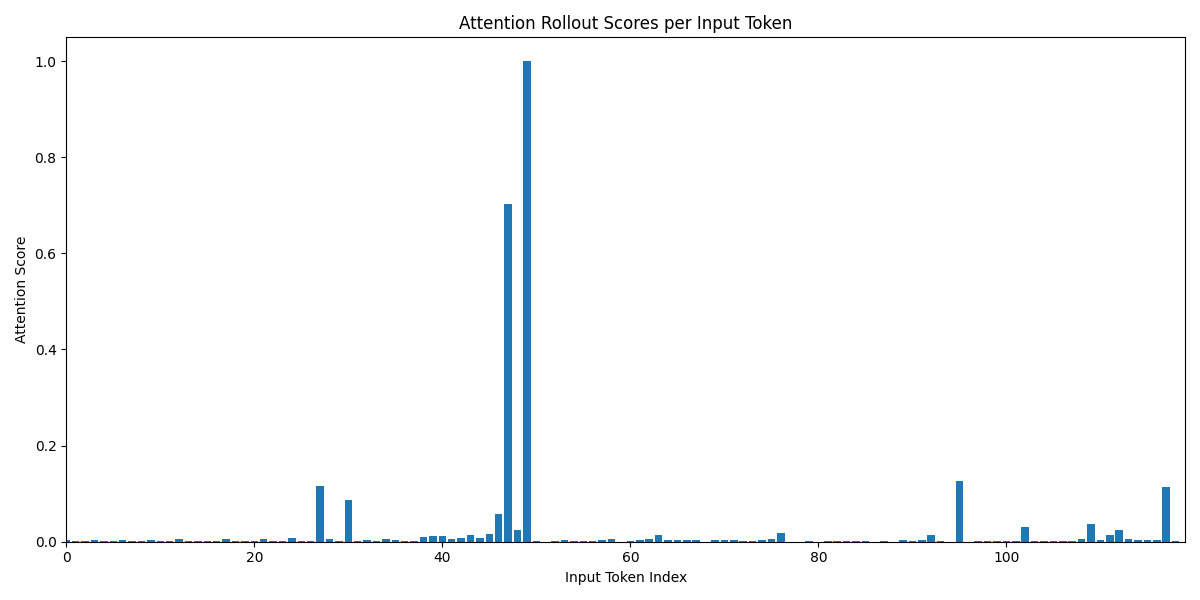 Attention Rollout Scores per Input Token
1.0
0.8
0.6
0.4
0.2
0.0
Attention Score
0 20 40 60 80 100
Input Token Index